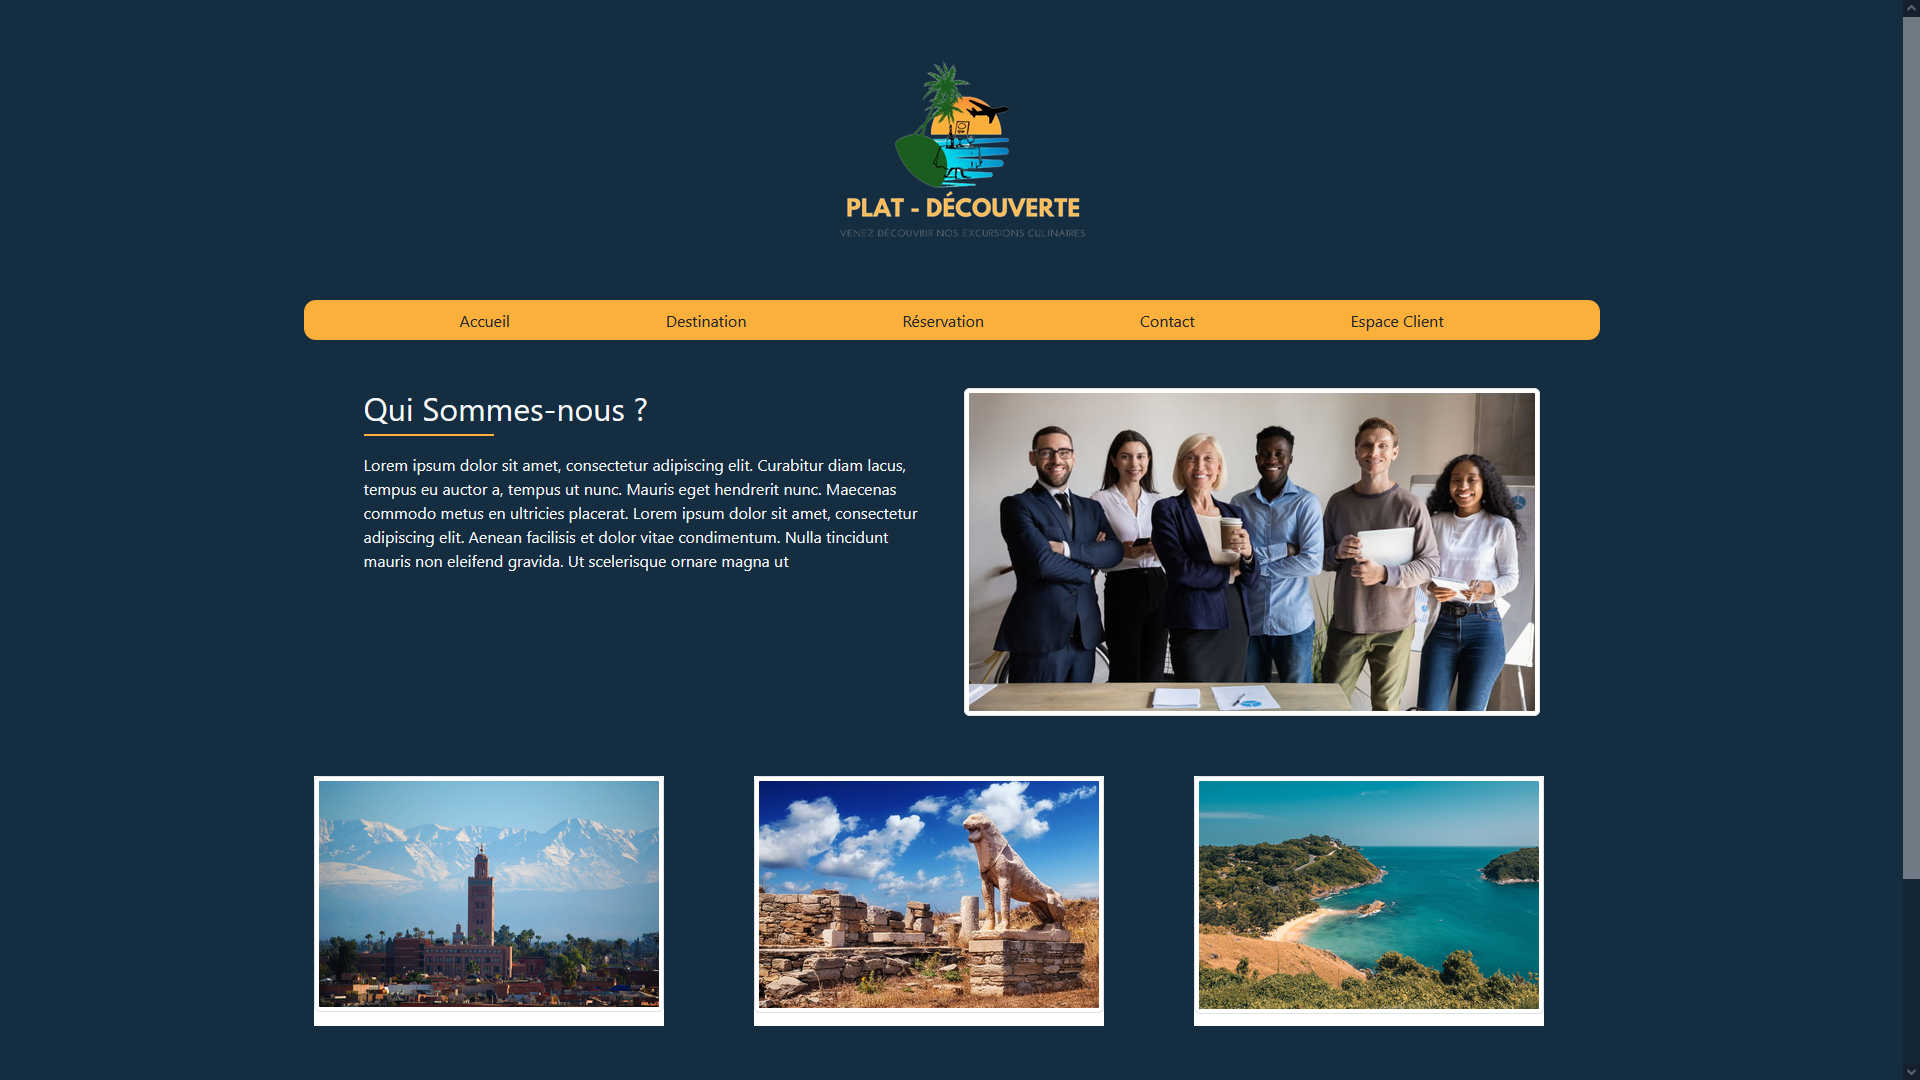 PLAT - DÉCOUVERTE
VENEZ DÉCOUVRIR NOS EXCURSIONS CULINAIRES
Accueil
Destination
Réservation
Contact
Espace Client
Qui Sommes-nous ?
Lorem ipsum dolor sit amet, consectetur adipiscing elit. Curabitur diam lacus,
tempus eu auctor a, tempus ut nunc. Mauris eget hendrerit nunc. Maecenas
commodo metus en ultricies placerat. Lorem ipsum dolor sit amet, consectetur
adipiscing elit. Aenean facilisis et dolor vitae condimentum. Nulla tincidunt
mauris non eleifend gravida. Ut scelerisque ornare magna ut